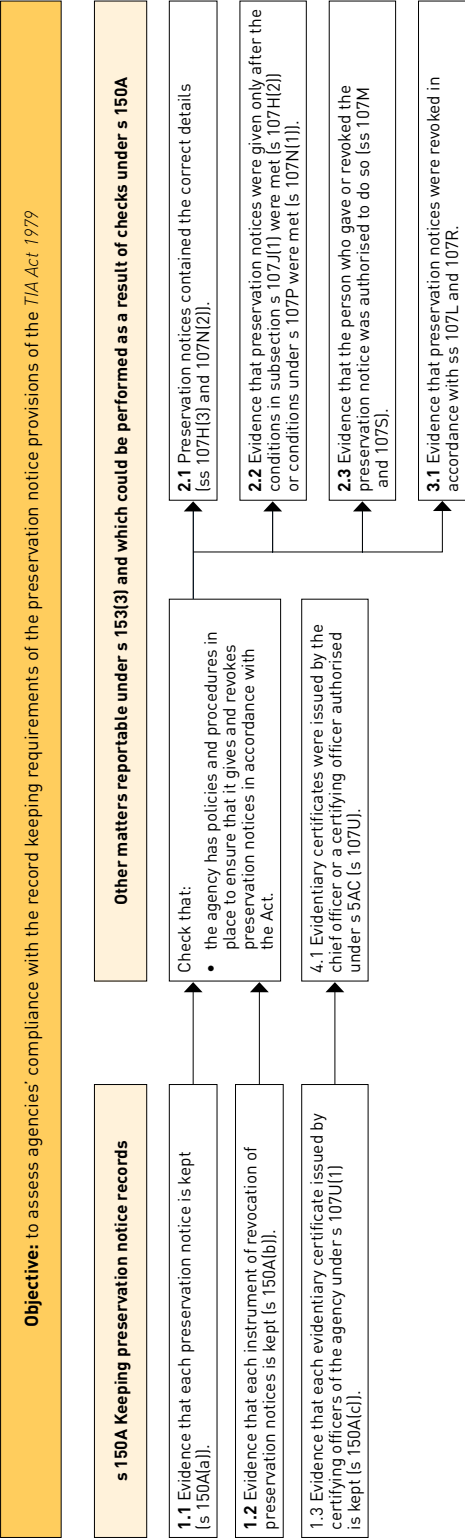 Objective: to assess agencies' compliance with the record keeping requirements of the preservation notice provisions of the TIA Act 1979
s 150A Keeping preservation notice records
1.1 Evidence that each preservation notice is kept
(s 150A(a)).
1.2 Evidence that each instrument of revocation of
preservation notices is kept (s 150A(b)).
1.3 Evidence that each evidentiary certificate issued by
certifying officers of the agency under s 107U(1)
is kept (s 150A(c)).
Other matters reportable under s 153(3) and which could be performed as a result of checks under s 150A
Check that:
• the agency has policies and procedures in
place to ensure that it gives and revokes
preservation notices in accordance with
the Act.
4.1 Evidentiary certificates were issued by the
chief officer or a certifying officer authorised
under s 5AC (s 107U).
2.1 Preservation notices contained the correct details
(ss 107H(3) and 107N(2)).
2.2 Evidence that preservation notices were given only after the
conditions in subsection s 107J(1) were met (s 107H(2))
or conditions under s 107P were met (s 107N(1)).
2.3 Evidence that the person who gave or revoked the
preservation notice was authorised to do so (ss 107M
and 107S).
3.1 Evidence that preservation notices were revoked in
accordance with ss 107L and 107R.